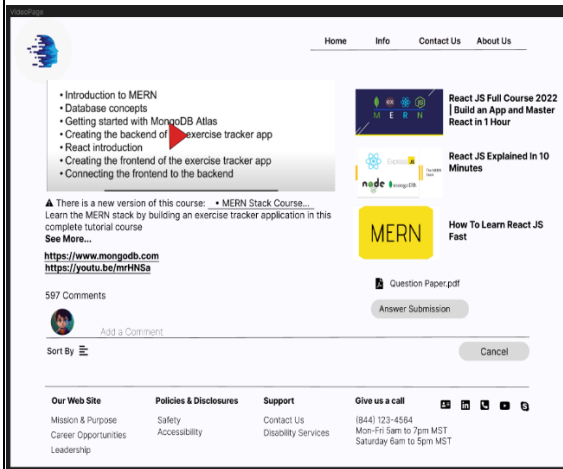 VideoPage
Home Info Contact Us About Us
• Introduction to MERN
• Database concepts
• Getting started with MongoDB Atlas
• Creating the backend of exercise tracker app
• React introduction
• Creating the frontend of the exercise tracker app
• Connecting the frontend to the backend
There is a new version of this course: • MERN Stack Course...
Learn the MERN stack by building an exercise tracker application in this
complete tutorial course
See More...
https://www.mongodb.com
https://youtu.be/mrHNSa
597 Comments
Add a Comment
Sort By
Cancel
M E R N
React JS Full Course 2022
| Build an App and Master
React in 1 Hour
Express JS
node mongoDB
React JS Explained In 10
Minutes
MERN
How To Learn React JS
Fast
Question Paper.pdf
Answer Submission
Our Web Site
Mission & Purpose
Career Opportunities
Leadership
Policies & Disclosures
Safety
Accessibility
Support
Contact Us
Disability Services
Give us a call
(844) 123-4564
Mon-Fri 5am to 7pm MST
Saturday 6am to 5pm MST